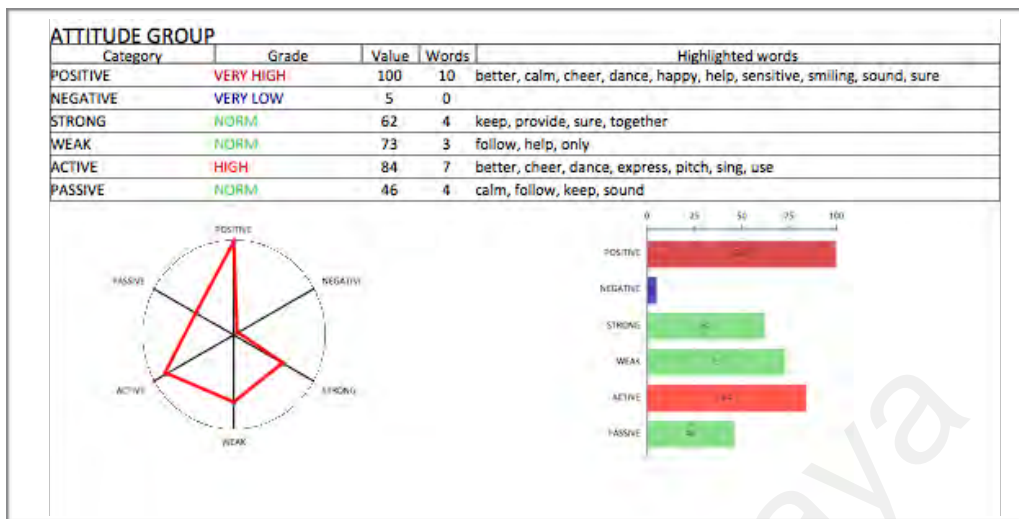 ATTITUDE GROUP
Category Grade Value Words Highlighted words
POSITIVE VERY HIGH 100 10 better, calm, cheer, dance, happy, help, sensitive, smiling, sound, sure
NEGATIVE VERY LOW 5 0
STRONG NORM 62 4 keep, provide, sure, together
WEAK NORM 73 3 follow, help, only
ACTIVE HIGH 84 7 better, cheer, dance, express, pitch, sing, use
PASSIVE NORM 46 4 calm, follow, keep, sound
POSITIVE
NEGATIVE
STRONG
WEAK
ACTIVE
PASSIVE
0 25 50 75 100
POSITIVE
NEGATIVE
STRONG
WEAK
ACTIVE
PASSIVE
aya